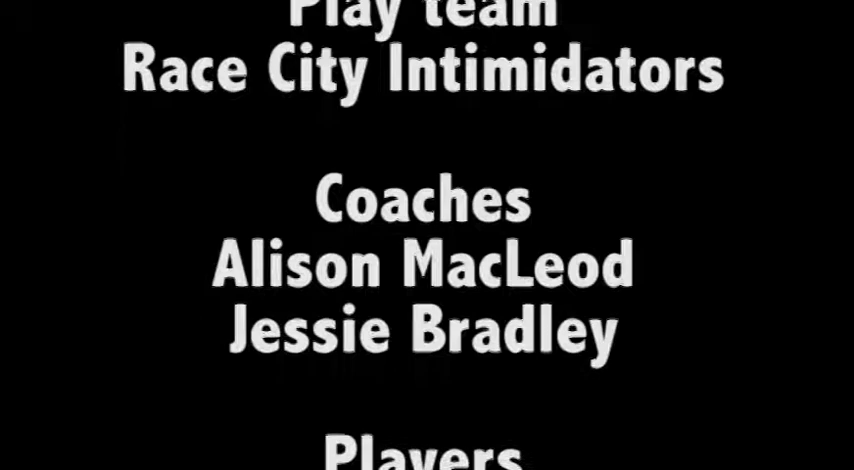 Play team
Race City Intimidators
Coaches
Alison MacLeod
Jessie Bradley
Players